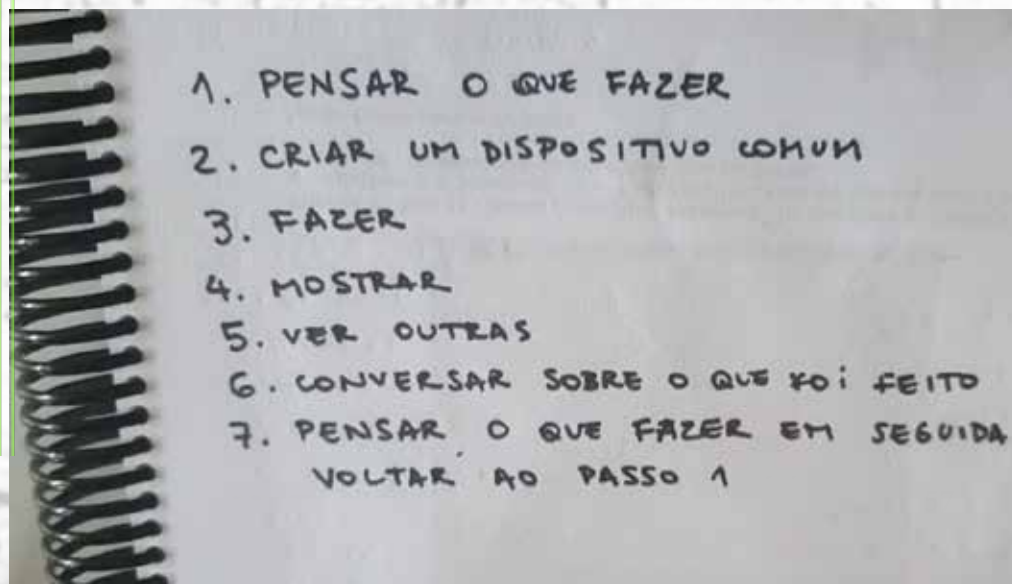 1. PENSAR O QUE FAZER
2. CRIAR UM DISPOSITIVO COMUM
3. FAZER
4. MOSTRAR
5. VER OUTRAS
6. CONVERSAR SOBRE O QUE FOi FEITO
7. PENSAR O QUE FAZER EM SEGUIDA
VOLTAR AO PASSO 1